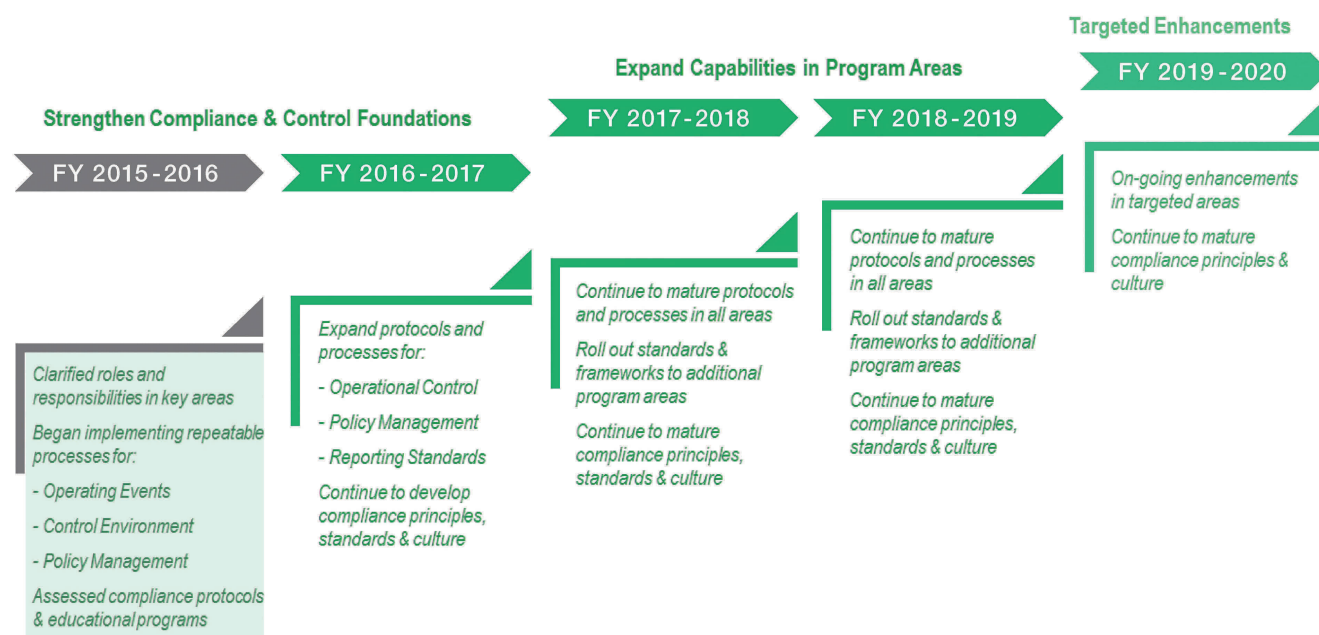 Strengthen Compliance & Control Foundations
FY 2015-2016
Clarified roles and
responsibilities in key areas
Began implementing repeatable
processes for:
- Operating Events
- Control Environment
- Policy Management
Assessed compliance protocols
& educational programs
FY 2016-2017
Expand protocols and
processes for:
- Operational Control
- Policy Management
- Reporting Standards
Continue to develop
compliance principles,
standards & culture
Expand Capabilities in Program Areas
FY 2017-2018
Continue to mature protocols
and processes in all areas
Roll out standards &
frameworks to additional
program areas
Continue to mature
compliance principles,
standards & culture
FY 2018-2019
Continue to mature
protocols and processes
in all areas
Roll out standards &
frameworks to additional
program areas
Continue to mature
compliance principles,
standards & culture
Targeted Enhancements
FY 2019-2020
On-going enhancements
in targeted areas
Continue to mature
compliance principles &
culture